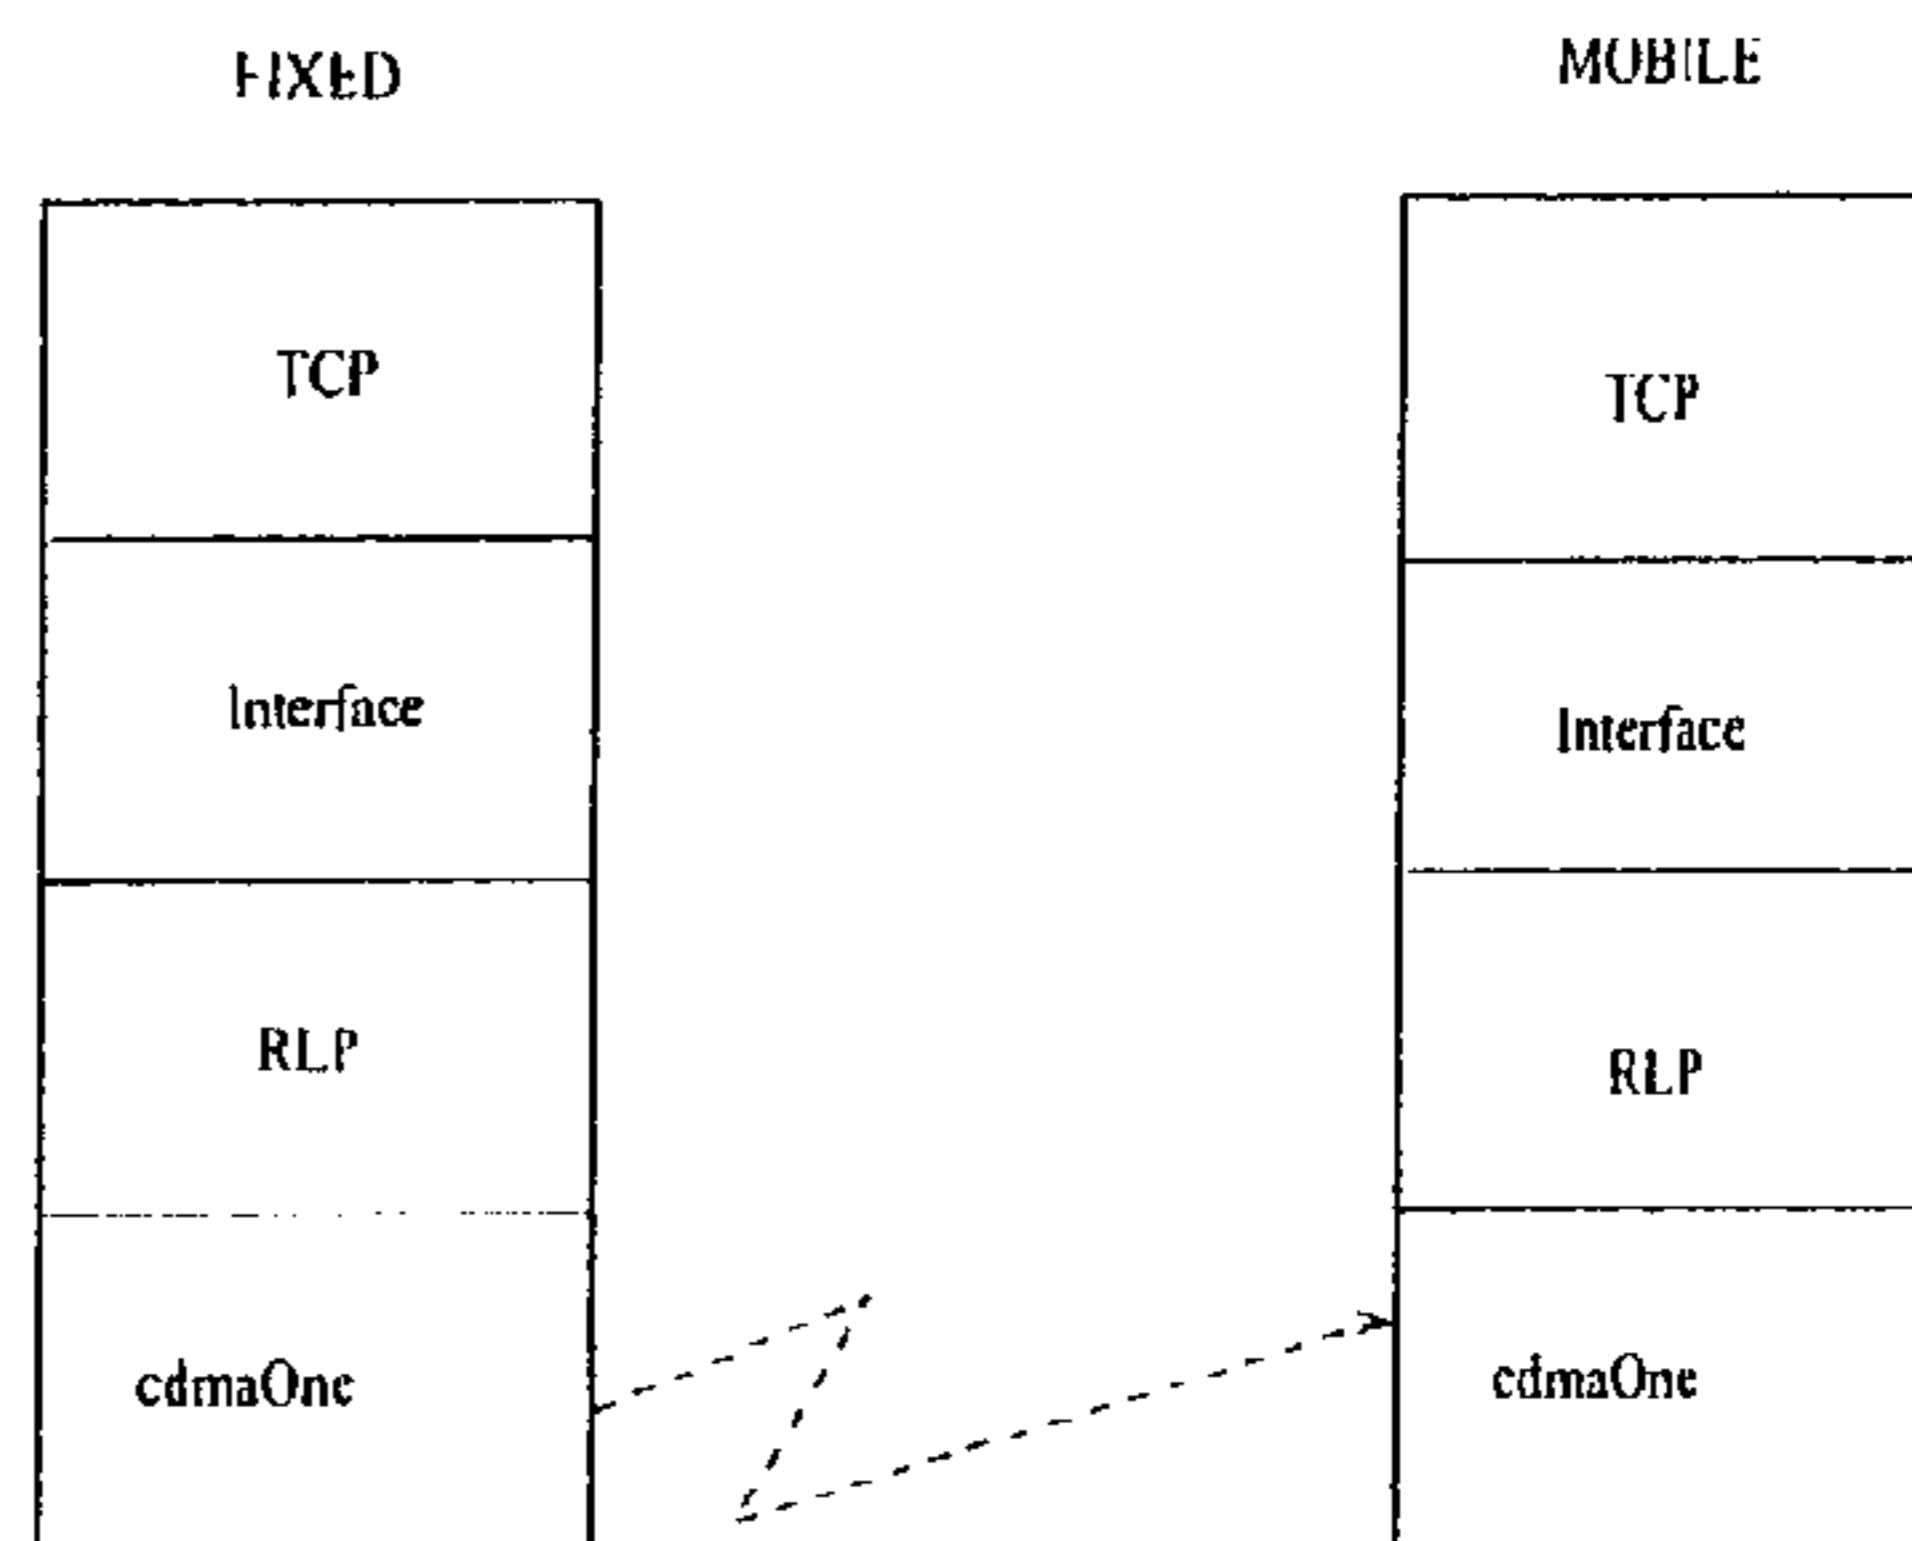 FIXED
MOBILE
TCP
TCP
Interface
Interface
RLP
RLP
cdmaOne
cdmaOne